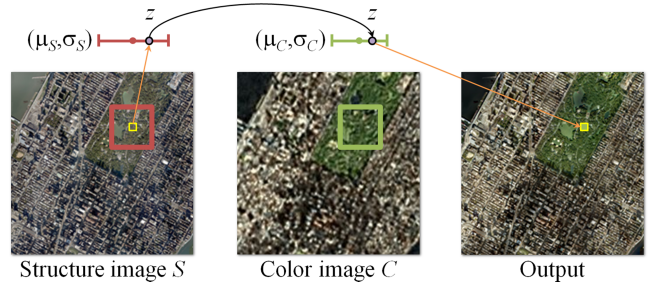 z z
(μS,σS) (μC,σC)
Structure image S Color image C Output